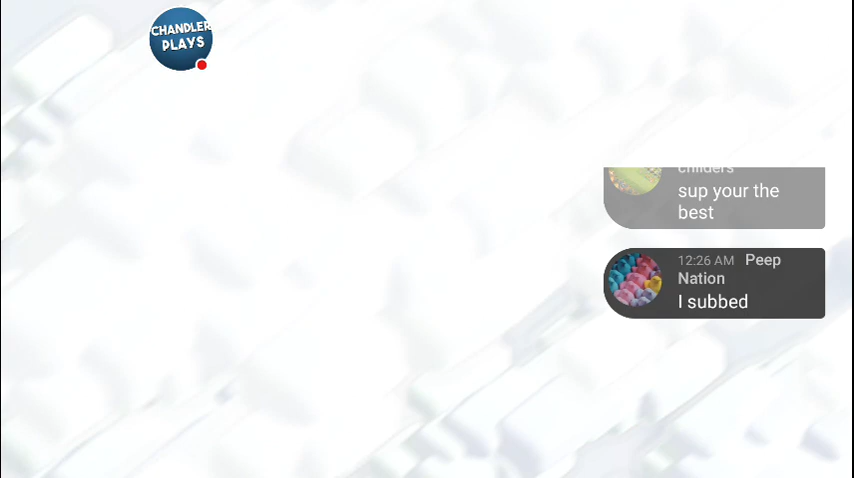 CHANDLER
PLAYS
childers
sup your the
best
12:26 AM Peep
Nation
I subbed